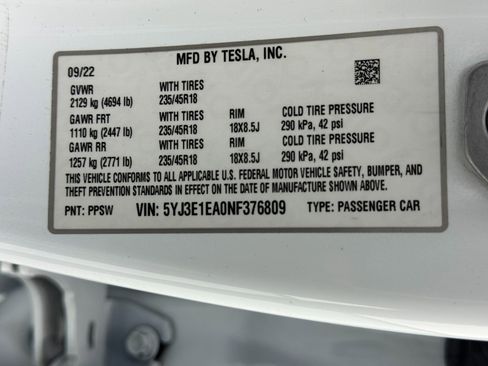 MFD BY TESLA, INC.
09/22
GVWR WITH TIRES
2129 kg (4694 lb) 235/45R18
GAWR FRT WITH TIRES RIM COLD TIRE PRESSURE
1110 kg (2447 lb) 235/45R18 18X8.5J 290 kPa, 42 psi
GAWR RR WITH TIRES RIM COLD TIRE PRESSURE
1257 kg (2771 lb) 235/45R18 18X8.5J 290 kPa, 42 psi
THIS VEHICLE CONFORMS TO ALL APPLICABLE FEDERAL MOTOR VEHICLE SAFETY, BUMPER, AND
THEFT PREVENTION STANDARDS IN EFFECT ON THE DATE OF MANUFACTURE SHOWN ABOVE.
PNT: PPSW VIN: 5YJ3E1EA0NF376809 TYPE: PASSENGER CAR